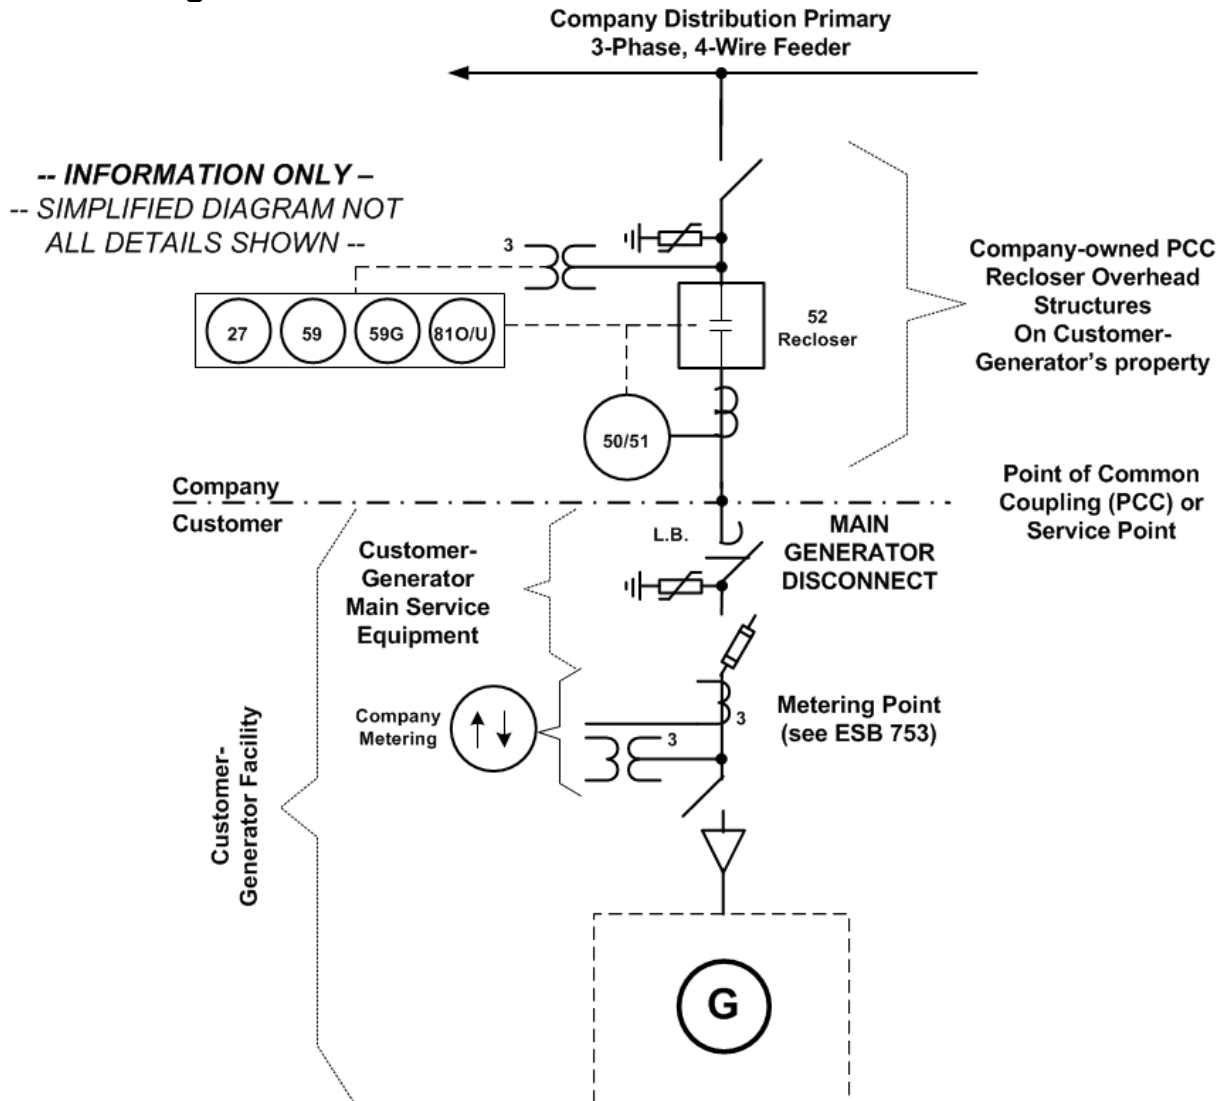 Company Distribution Primary
3-Phase, 4-Wire Feeder
-- INFORMATION ONLY –
-- SIMPLIFIED DIAGRAM NOT
ALL DETAILS SHOWN --
3
27
59
59G
81O/U
52
Recloser
Company-owned PCC
Recloser Overhead
Structures
On Customer-
Generator's property
50/51
Company
Customer
Point of Common
Coupling (PCC) or
Service Point
L.B.
MAIN
GENERATOR
DISCONNECT
Customer-
Generator
Main Service
Equipment
Company
Metering
3
3
Metering Point
(see ESB 753)
Customer-
Generator Facility
G